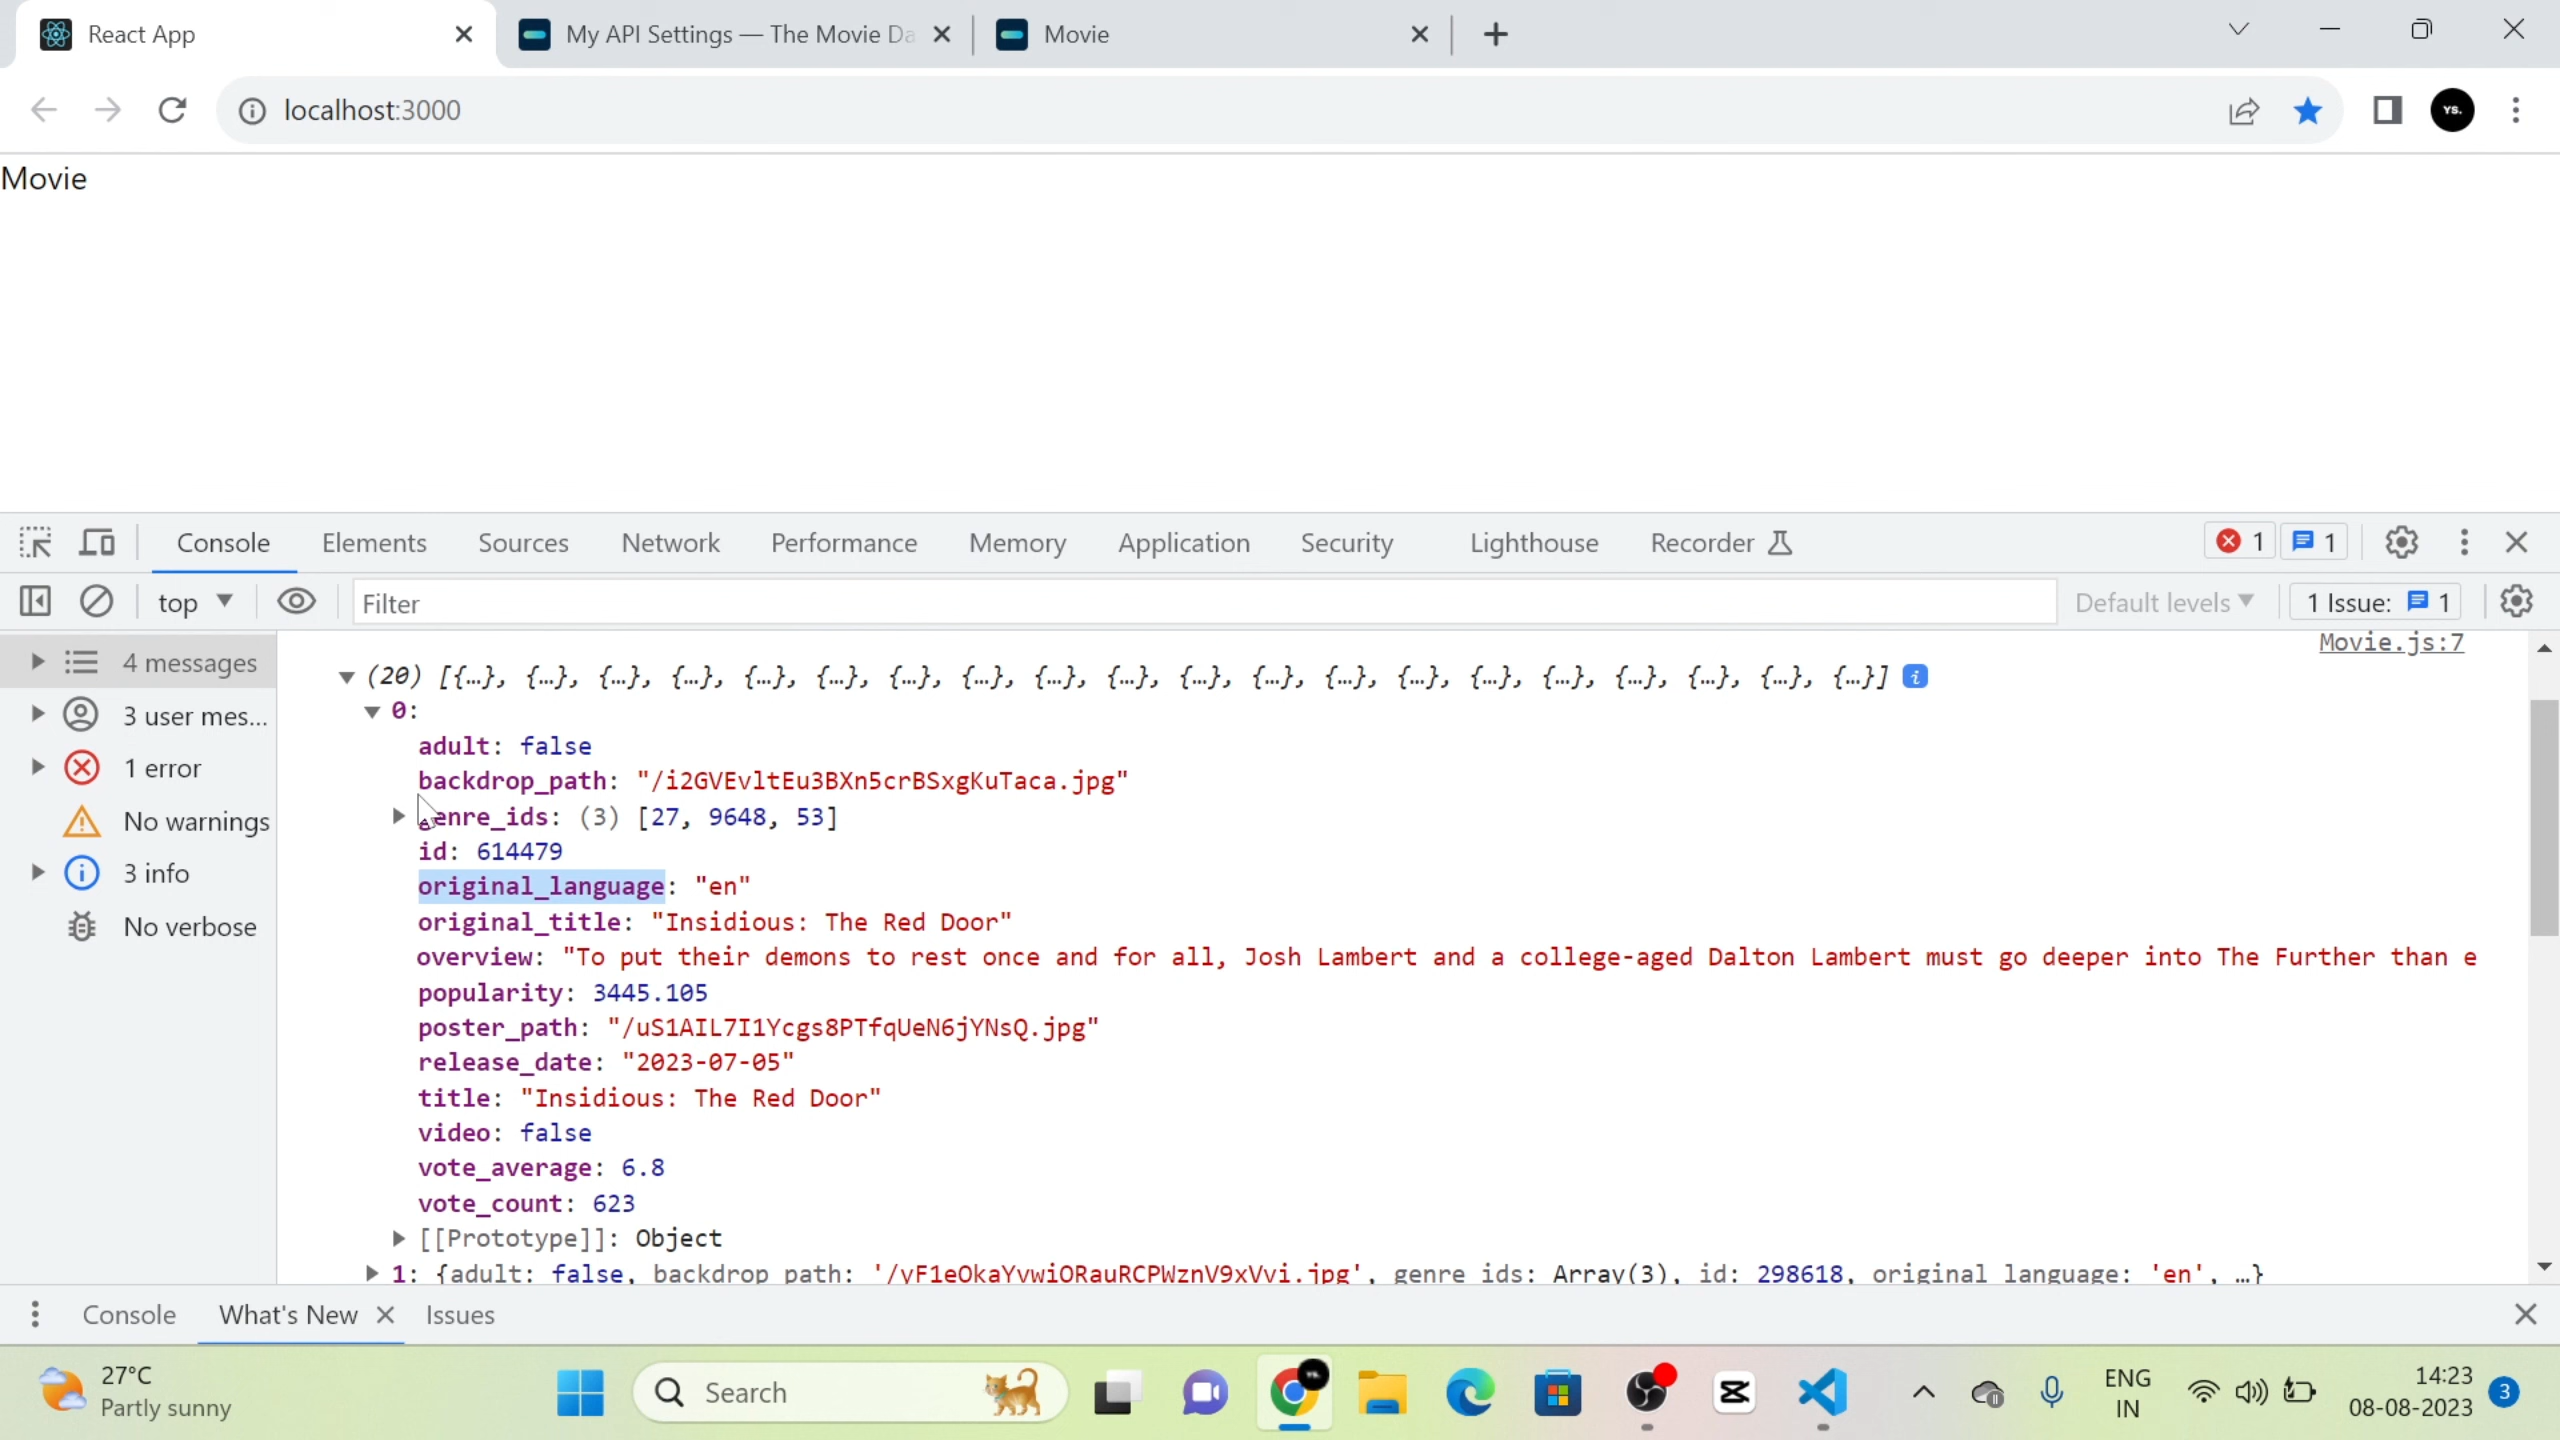 React App
My API Settings — The Movie Da
Movie
localhost:3000
YS.
Movie
Console Elements Sources Network Performance Memory Application Security Lighthouse Recorder 1 1
top Filter Default levels 1 Issue: 1
4 messages
3 user mes...
1 error
No warnings
3 info
No verbose
Movie.js:7
(20) [{…}, {…}, {…}, {…}, {…}, {…}, {…}, {…}, {…}, {…}, {…}, {…}, {…}, {…}, {…}, {…}, {…}, {…}, {…}, {…}]
0:
adult: false
backdrop_path: "/i2GVEvltEu3BXn5crBSxgKuTaca.jpg"
genre_ids: (3) [27, 9648, 53]
id: 614479
original_language: "en"
original_title: "Insidious: The Red Door"
overview: "To put their demons to rest once and for all, Josh Lambert and a college-aged Dalton Lambert must go deeper into The Further than e
popularity: 3445.105
poster_path: "/uS1AIL7I1Ycgs8PTfqUeN6jYNsQ.jpg"
release_date: "2023-07-05"
title: "Insidious: The Red Door"
video: false
vote_average: 6.8
vote_count: 623
[[Prototype]]: Object
1: {adult: false, backdrop_path: '/yF1eOkaYvwiORauRCPWznV9xVvi.jpg', genre_ids: Array(3), id: 298618, original_language: 'en', …}
Console What's New Issues
27°C
Partly sunny
Search
ENG
IN
14:23
08-08-2023
3